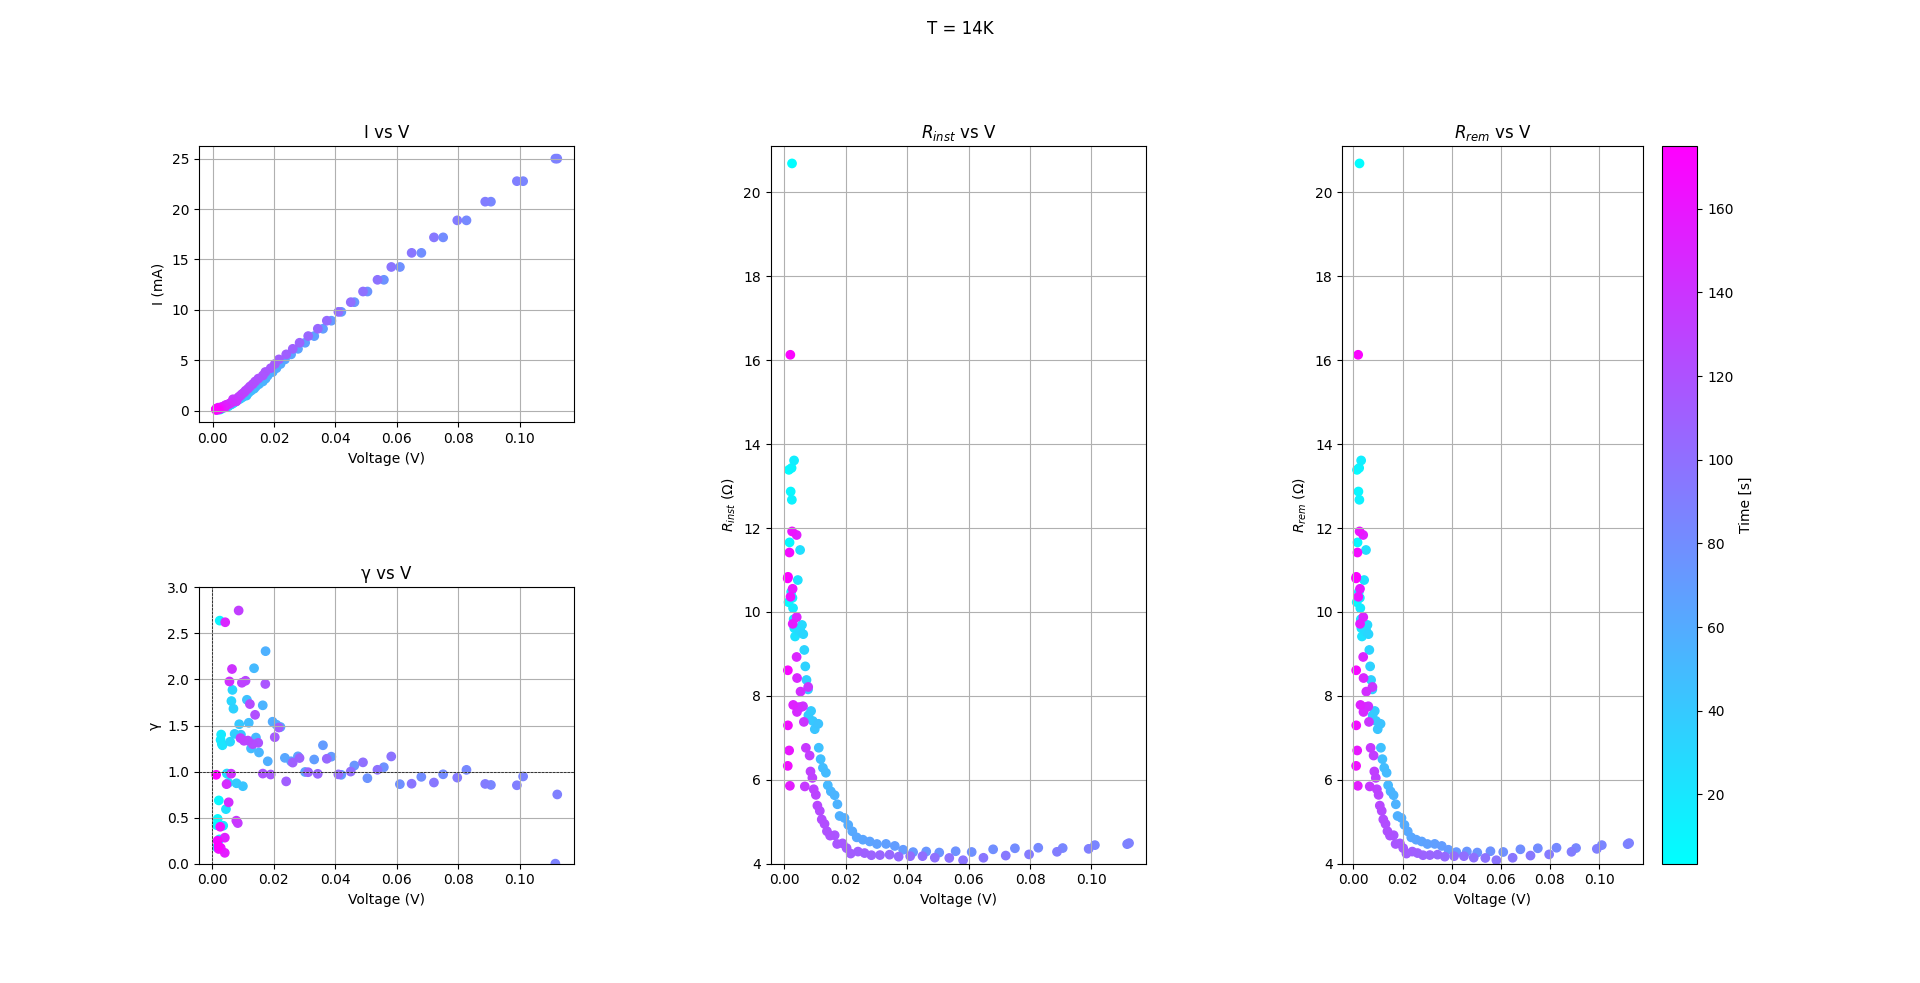 T = 14K
I vs V
25
20
15
10
5
0
I (mA)
0.00 0.02 0.04 0.06 0.08 0.10
Voltage (V)
γ vs V
3.0
2.5
2.0
1.5
1.0
0.5
0.0
γ
0.00 0.02 0.04 0.06 0.08 0.10
Voltage (V)
R_inst vs V
20
18
16
14
12
10
8
6
4
R_inst (Ω)
0.00 0.02 0.04 0.06 0.08 0.10
Voltage (V)
R_rem vs V
20
18
16
14
12
10
8
6
4
R_rem (Ω)
0.00 0.02 0.04 0.06 0.08 0.10
Voltage (V)
160
140
120
100
80
60
40
20
Time [s]